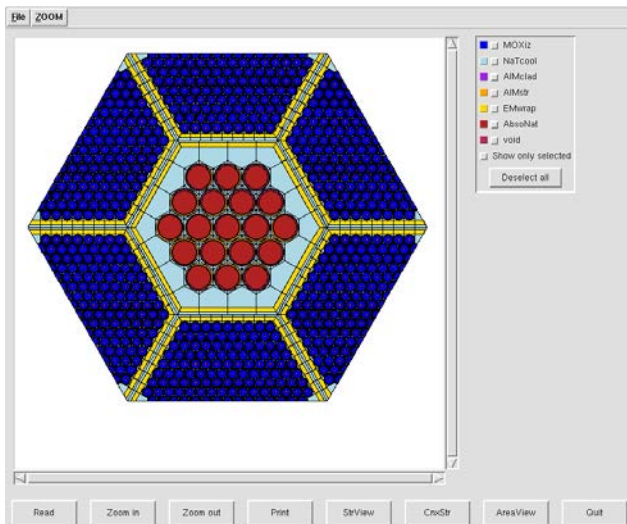 File ZOOM
MOXiz
NaTcool
AIMclad
AIMstr
EMwrap
AbsoNat
void
Show only selected
Deselect all
Read Zoom in Zoom out Print StrView CnxStr AreaView Quit